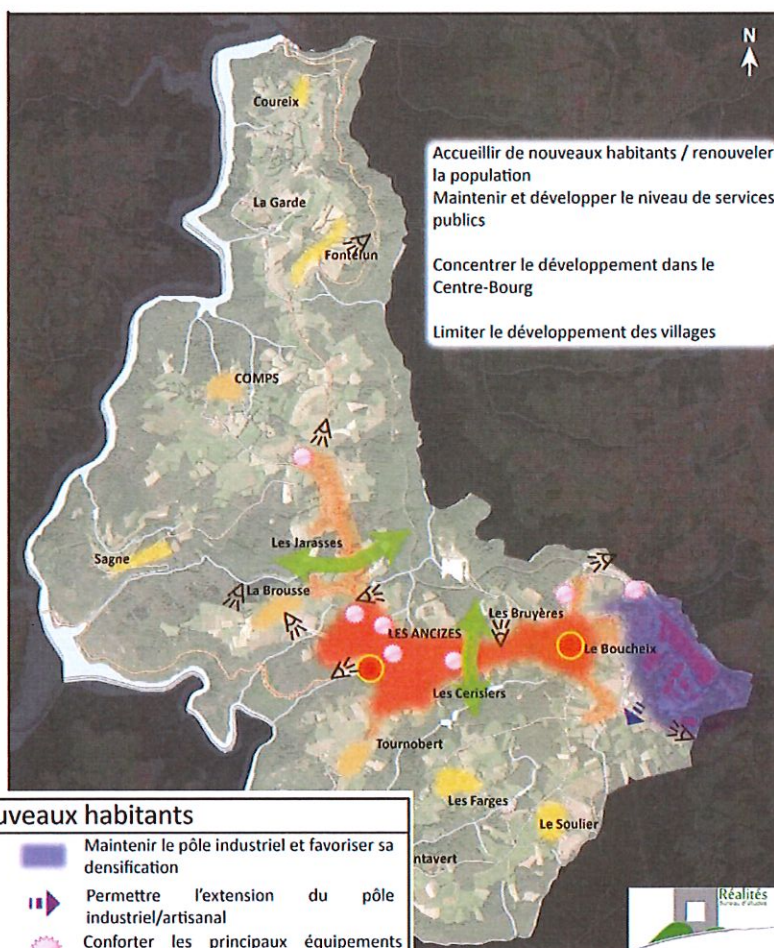 N
Coureix
Accueillir de nouveaux habitants / renouveler
la population
Maintenir et développer le niveau de services
publics
La Garde
Fontelun
Concentrer le développement dans le
Centre-Bourg
Limiter le développement des villages
COMPS
Les Jarasses
Sagne
La Brousse
Les Bruyères
LES ANCIZES
Le Boucheix
Les Cerisiers
Tournobert
Les Farges
Le Soulier
ntavert
uveaux habitants
Maintenir le pôle industriel et favoriser sa
densification
Permettre l'extension du pôle
industriel/artisanal
Conforter les principaux équipements
Réalités
Bureau d'études